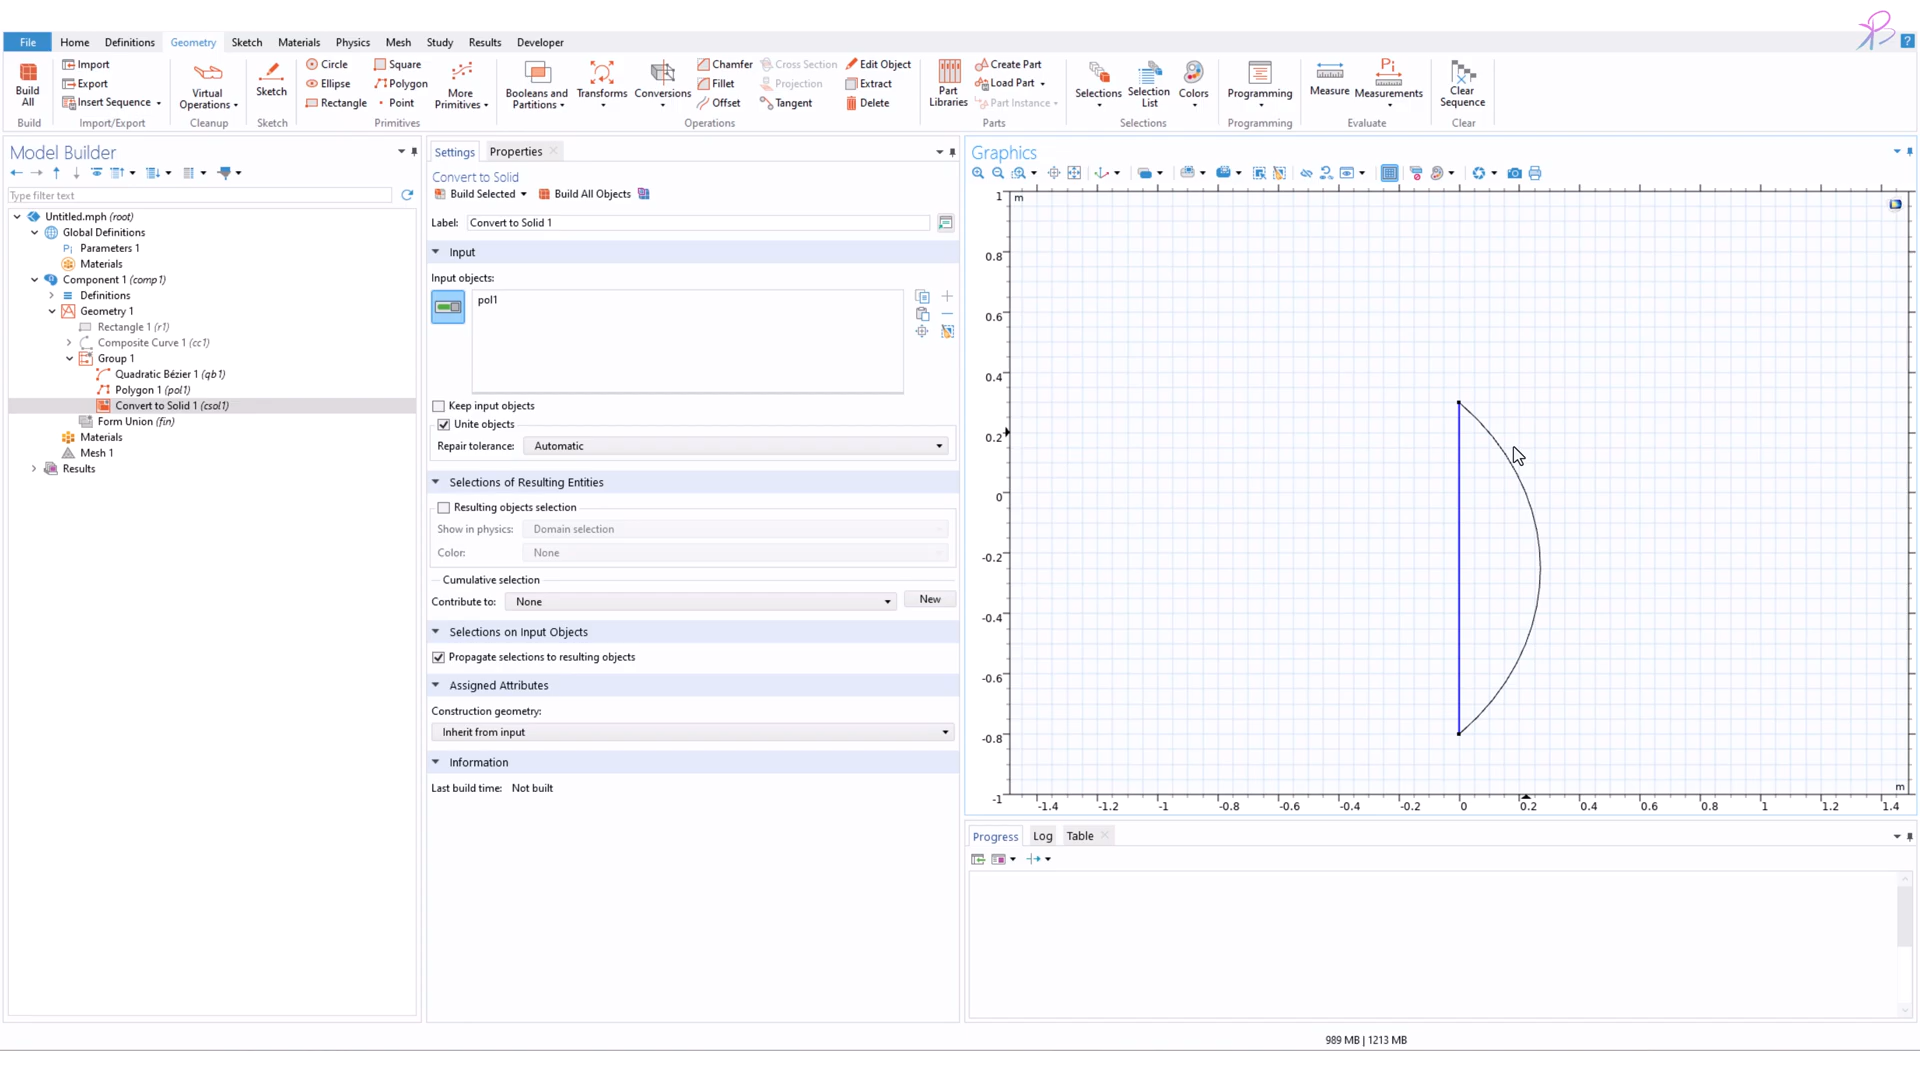 File Home Definitions Geometry Sketch Materials Physics Mesh Study Results Developer
Build All
Import
Export
Insert Sequence
Virtual Operations
Sketch
Circle
Ellipse
Rectangle
Square
Polygon
Point
More Primitives
Booleans and Partitions
Transforms
Conversions
Chamfer
Fillet
Offset
Cross Section
Projection
Tangent
Edit Object
Extract
Delete
Part Libraries
Create Part
Load Part
Part Instance
Selections
Selection List
Colors
Programming
Measure
Measurements
Clear Sequence
Build Import/Export Cleanup Sketch Primitives Operations Parts Selections Programming Evaluate Clear
Model Builder
Type filter text
Untitled.mph (root)
Global Definitions
Pi Parameters 1
Materials
Component 1 (comp1)
Definitions
Geometry 1
Rectangle 1 (r1)
Composite Curve 1 (cc1)
Group 1
Quadratic Bézier 1 (qb1)
Polygon 1 (pol1)
Convert to Solid 1 (csol1)
Form Union (fin)
Materials
Mesh 1
Results
Settings Properties
Convert to Solid
Build Selected Build All Objects
Label: Convert to Solid 1
Input
Input objects:
pol1
Keep input objects
Unite objects
Repair tolerance: Automatic
Selections of Resulting Entities
Resulting objects selection
Show in physics: Domain selection
Color: None
Cumulative selection
Contribute to: None New
Selections on Input Objects
Propagate selections to resulting objects
Assigned Attributes
Construction geometry:
Inherit from input
Information
Last build time: Not built
Graphics
1 m
0.8
0.6
0.4
0.2
0
-0.2
-0.4
-0.6
-0.8
-1 m
-1.4 -1.2 -1 -0.8 -0.6 -0.4 -0.2 0 0.2 0.4 0.6 0.8 1 1.2 1.4
Progress Log Table
989 MB | 1213 MB